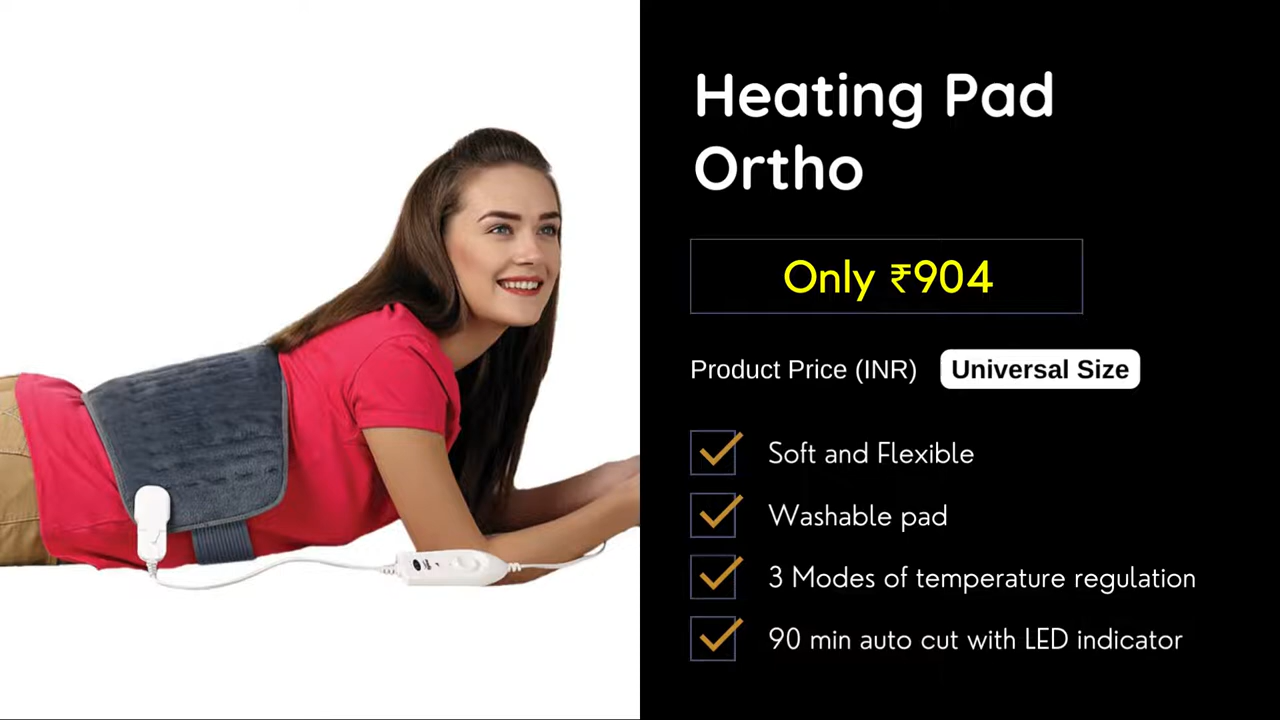 Heating Pad
Ortho
Only ₹904
Product Price (INR) Universal Size
Soft and Flexible
Washable pad
3 Modes of temperature regulation
90 min auto cut with LED indicator